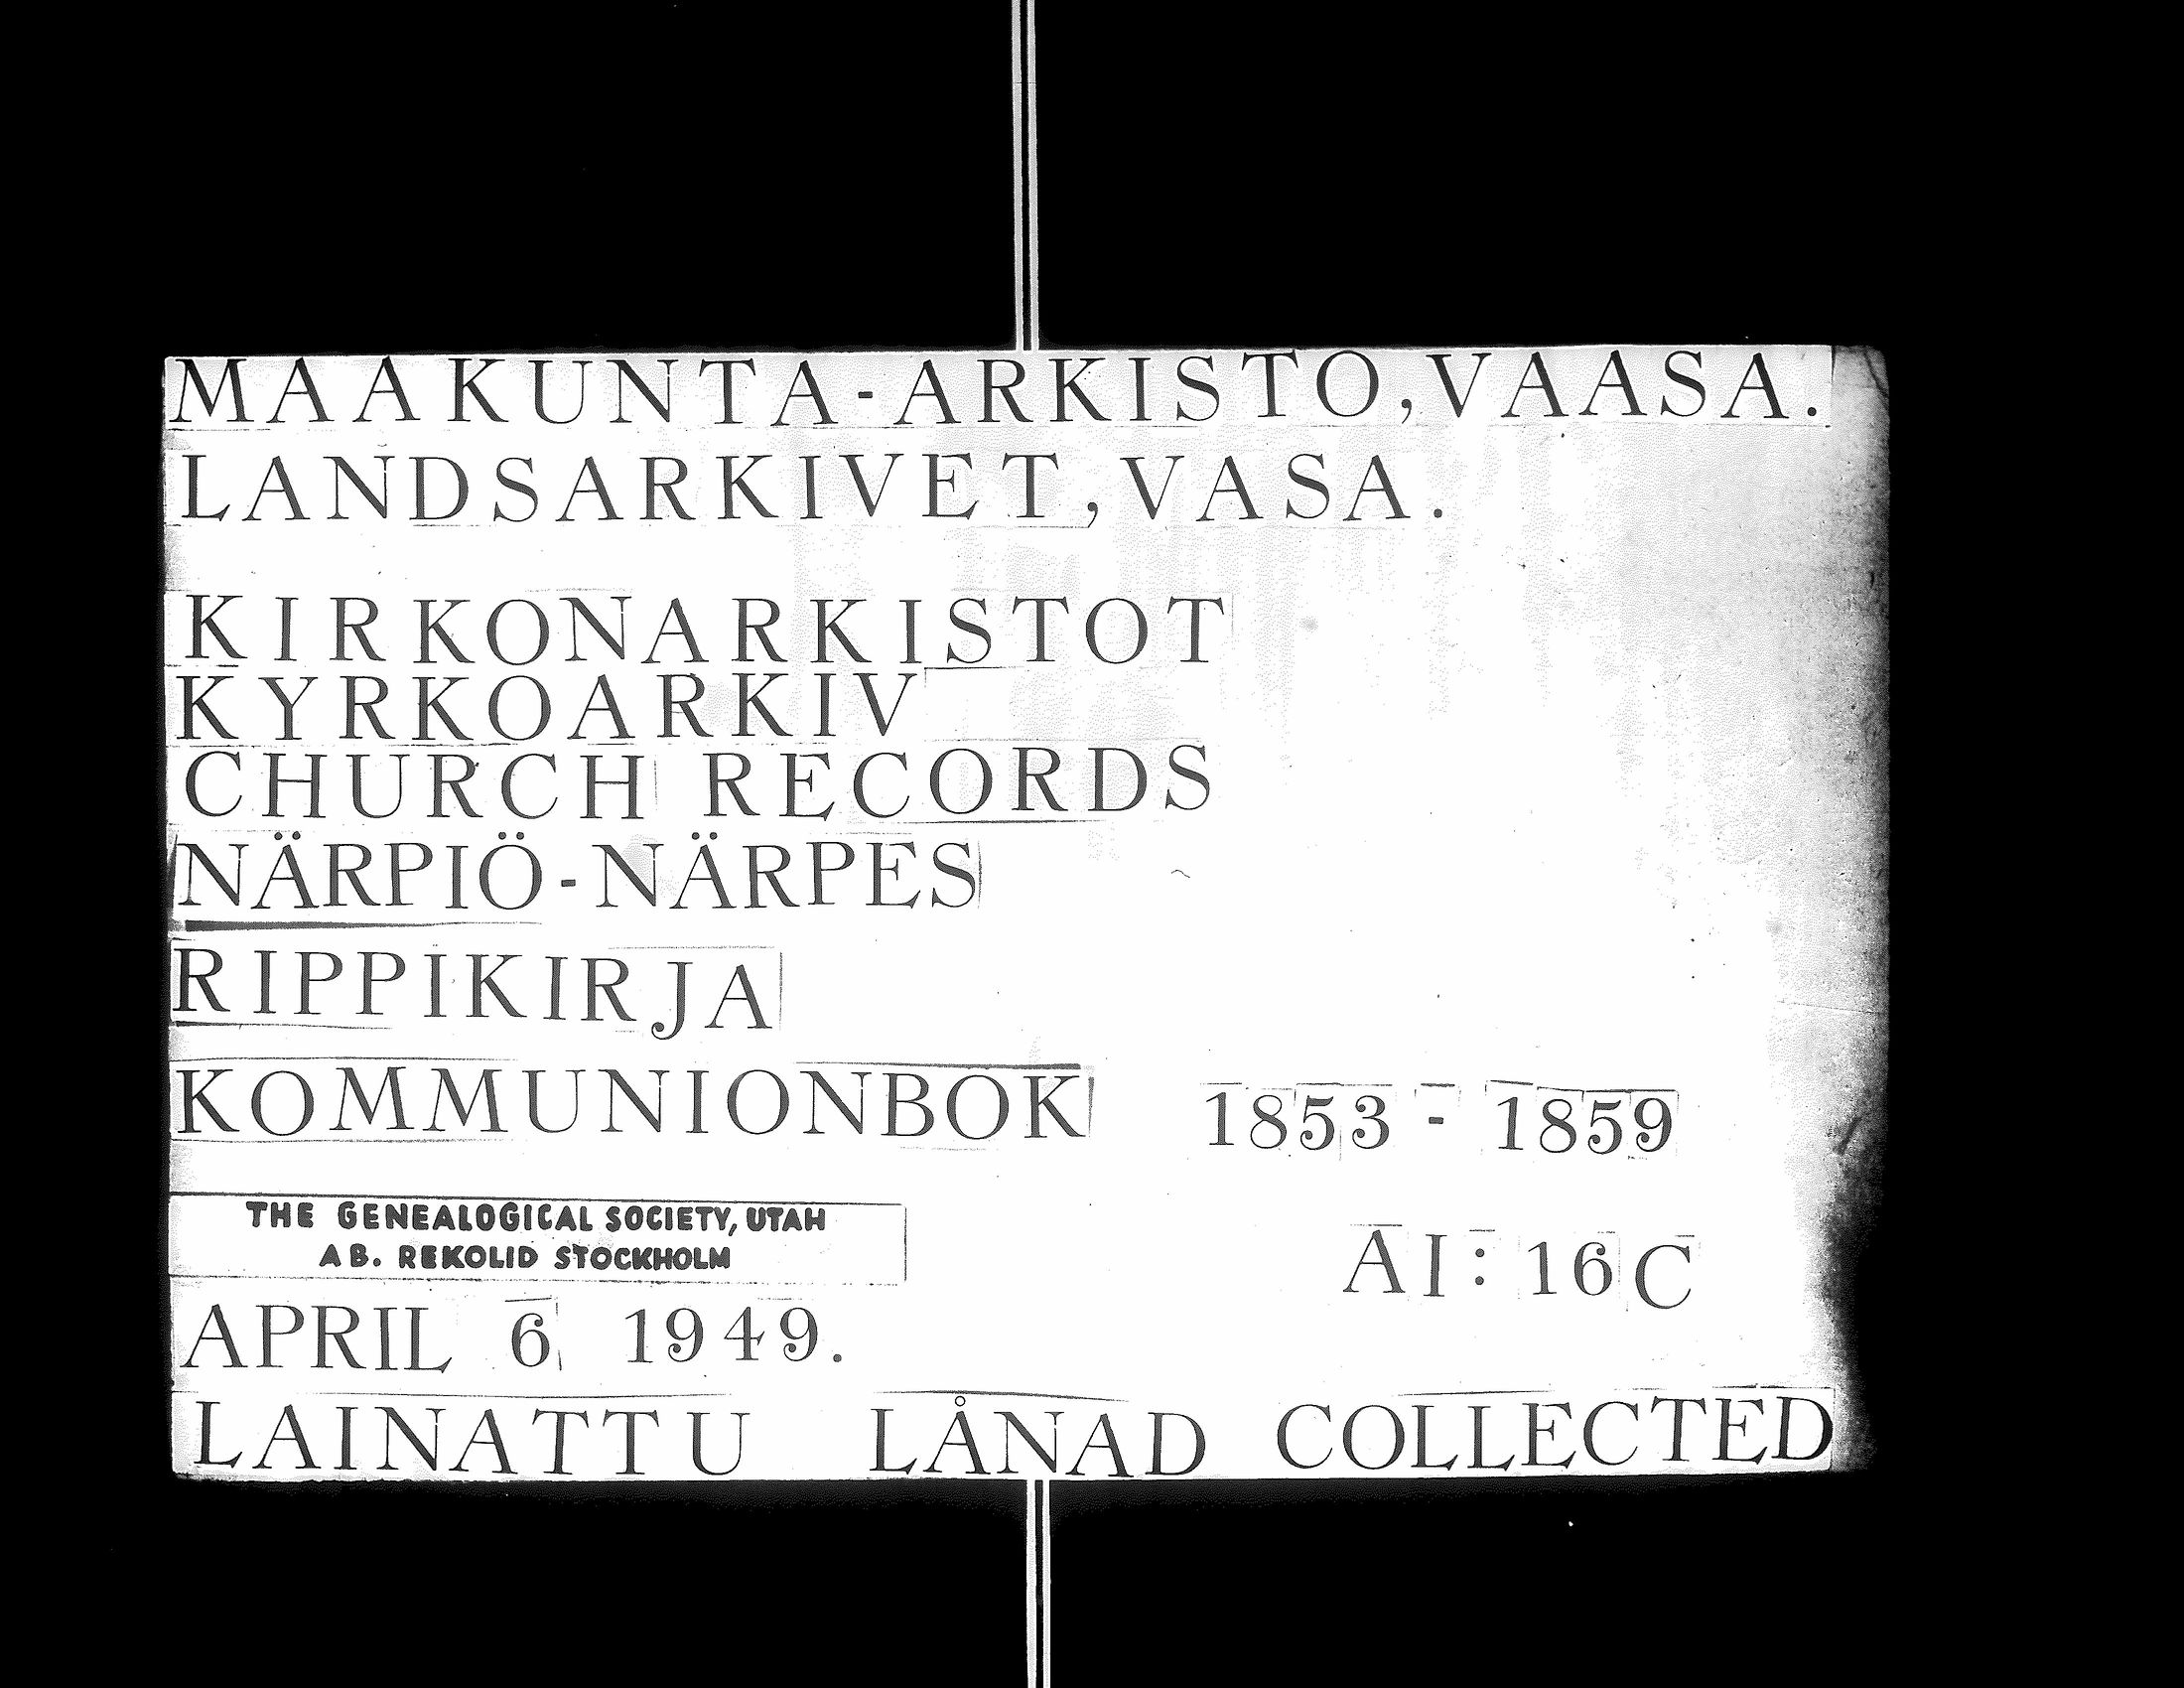 MAAKUNTA-ARKISTO, VAASA.
LANDSARKIVET, VASA.
KIRKONARKISTOT
KYRKOARKIV
CHURCH RECORDS
NÄRPIÖ - NÄRPES
RIPPIKIRJA
KOMMUNIONBOK 1853 - 1859
THE GENEALOGICAL SOCIETY, UTAH
AB. REKOLID STOCKHOLM
AI: 16 C
APRIL 6 1949.
LAINATTU LÅNAD COLLECTED